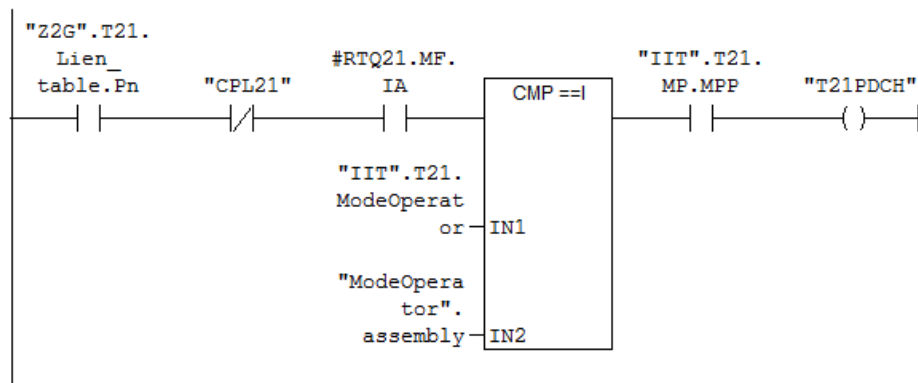 "Z2G".T21.
Lien_
table.Pn
"CPL21"
#RTQ21.MF.
IA
CMP ==I
"IIT".T21.
MP.MPP
"T21PDCH"
"IIT".T21.
ModeOperat
or
IN1
"ModeOpera
tor".
assembly
IN2